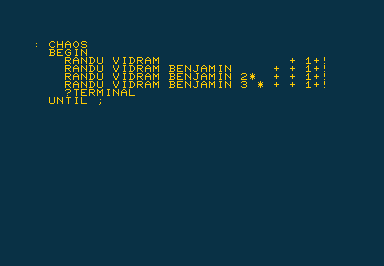 : CHAOS
BEGIN
RANDU VIDRAM + 1+!
RANDU VIDRAM BENJAMIN + + 1+!
RANDU VIDRAM BENJAMIN 2* + + 1+!
RANDU VIDRAM BENJAMIN 3 * + + 1+!
?TERMINAL
UNTIL ;